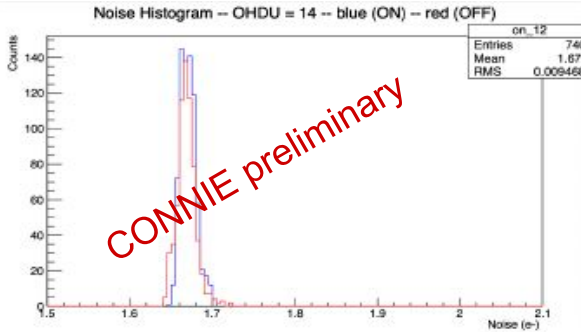 Noise Histogram -- OHDU = 14 -- blue (ON) -- red (OFF)
on_12
Entries 740
Mean 1.67
RMS 0.009468
Counts
140
120
100
80
60
40
20
0
CONNIE preliminary
1.5 1.6 1.7 1.8 1.9 2 2.1
Noise (e-)